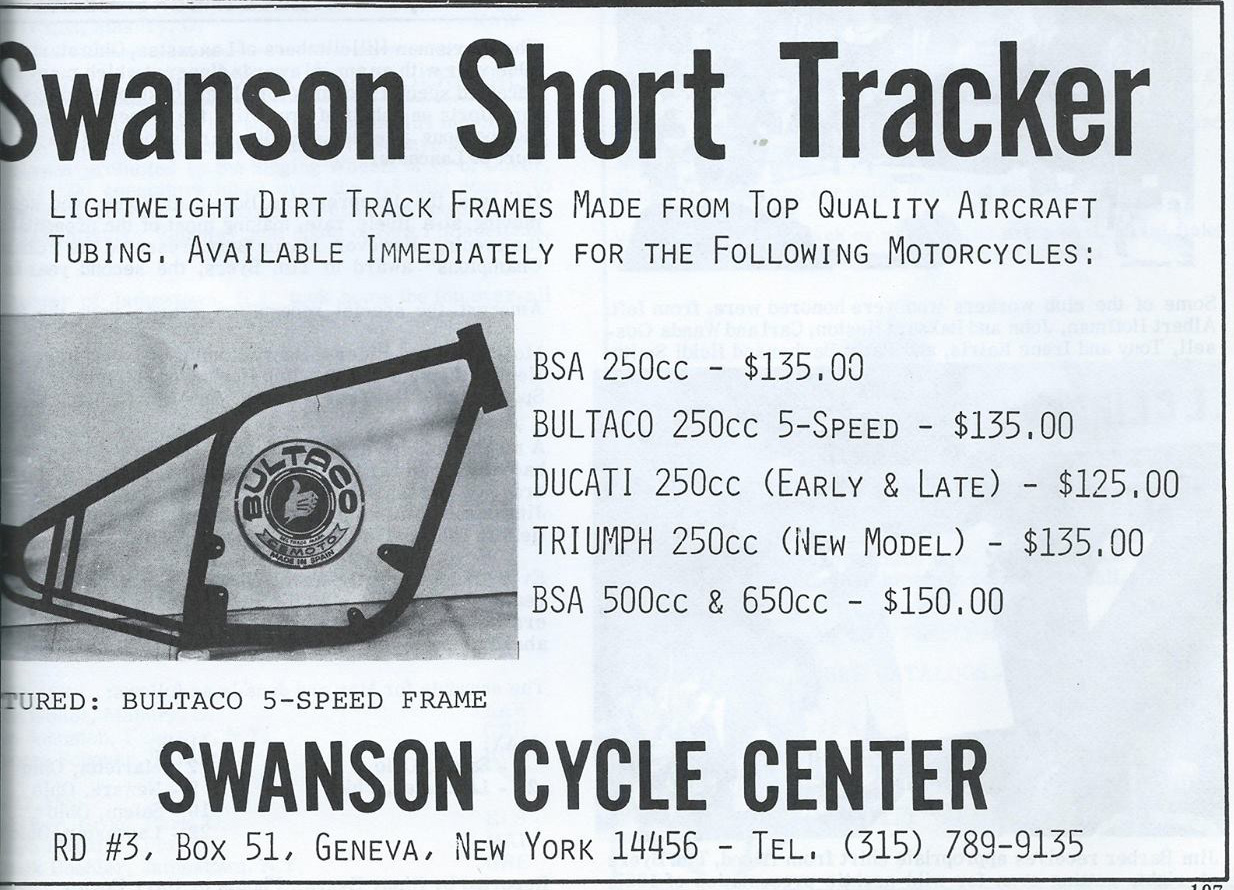 Swanson Short Tracker
LIGHTWEIGHT DIRT TRACK FRAMES MADE FROM TOP QUALITY AIRCRAFT
TUBING. AVAILABLE IMMEDIATELY FOR THE FOLLOWING MOTORCYCLES:
BSA 250cc - $135.00
BULTACO 250cc 5-SPEED - $135.00
DUCATI 250cc (EARLY & LATE) - $125.00
TRIUMPH 250cc (NEW MODEL) - $135.00
BSA 500cc & 650cc - $150.00
BULTACO
CEMOTO
MADE IN SPAIN
TURED: BULTACO 5-SPEED FRAME
SWANSON CYCLE CENTER
RD #3, BOX 51, GENEVA, NEW YORK 14456 - TEL. (315) 789-9135
107